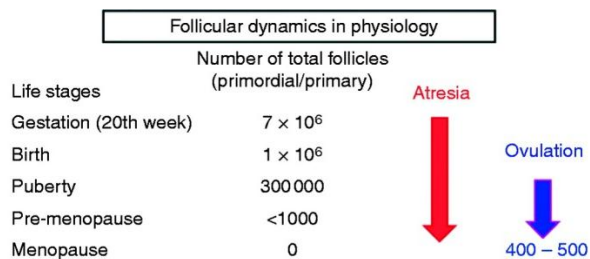 Follicular dynamics in physiology
Number of total follicles
(primordial/primary)
Life stages
Atresia
Gestation (20th week) 7 × 10⁶
Birth 1 × 10⁶
Ovulation
Puberty 300 000
Pre-menopause <1000
Menopause 0 400 – 500